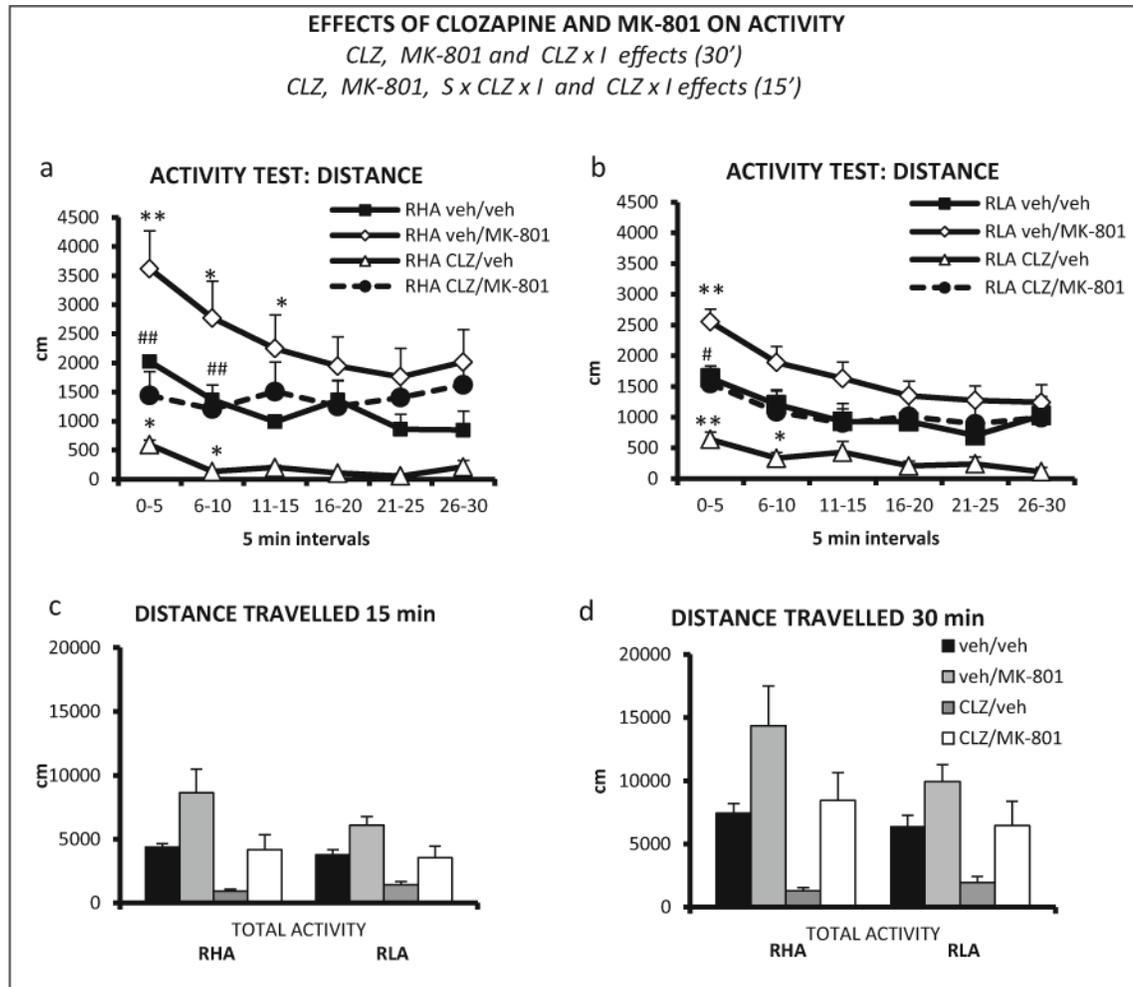 EFFECTS OF CLOZAPINE AND MK-801 ON ACTIVITY
CLZ, MK-801 and CLZ x I effects (30')
CLZ, MK-801, S x CLZ x I and CLZ x I effects (15')
a
ACTIVITY TEST: DISTANCE
RHA veh/veh
RHA veh/MK-801
RHA CLZ/veh
RHA CLZ/MK-801
4500
4000
3500
3000
2500
2000
1500
1000
500
0
cm
**
*
*
##
##
*
*
0-5 6-10 11-15 16-20 21-25 26-30
5 min intervals
b
ACTIVITY TEST: DISTANCE
RLA veh/veh
RLA veh/MK-801
RLA CLZ/veh
RLA CLZ/MK-801
4500
4000
3500
3000
2500
2000
1500
1000
500
0
cm
**
#
**
*
0-5 6-10 11-15 16-20 21-25 26-30
5 min intervals
c
DISTANCE TRAVELLED 15 min
20000
15000
10000
5000
0
cm
TOTAL ACTIVITY
RHA RLA
d
DISTANCE TRAVELLED 30 min
veh/veh
veh/MK-801
CLZ/veh
CLZ/MK-801
20000
15000
10000
5000
0
cm
TOTAL ACTIVITY
RHA RLA